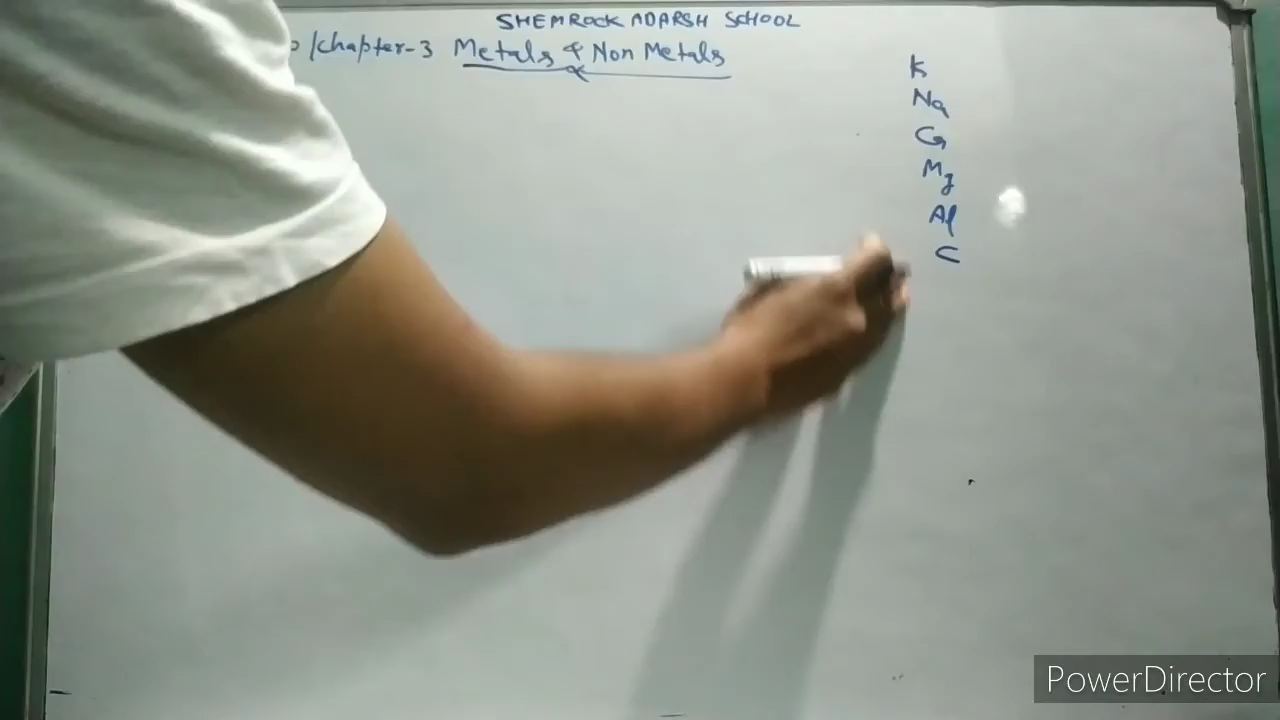 SHEMROCK ADARSH SCHOOL
/chapter-3 Metals & Non Metals
K
Na
Ca
Mg
Al
C
PowerDirector